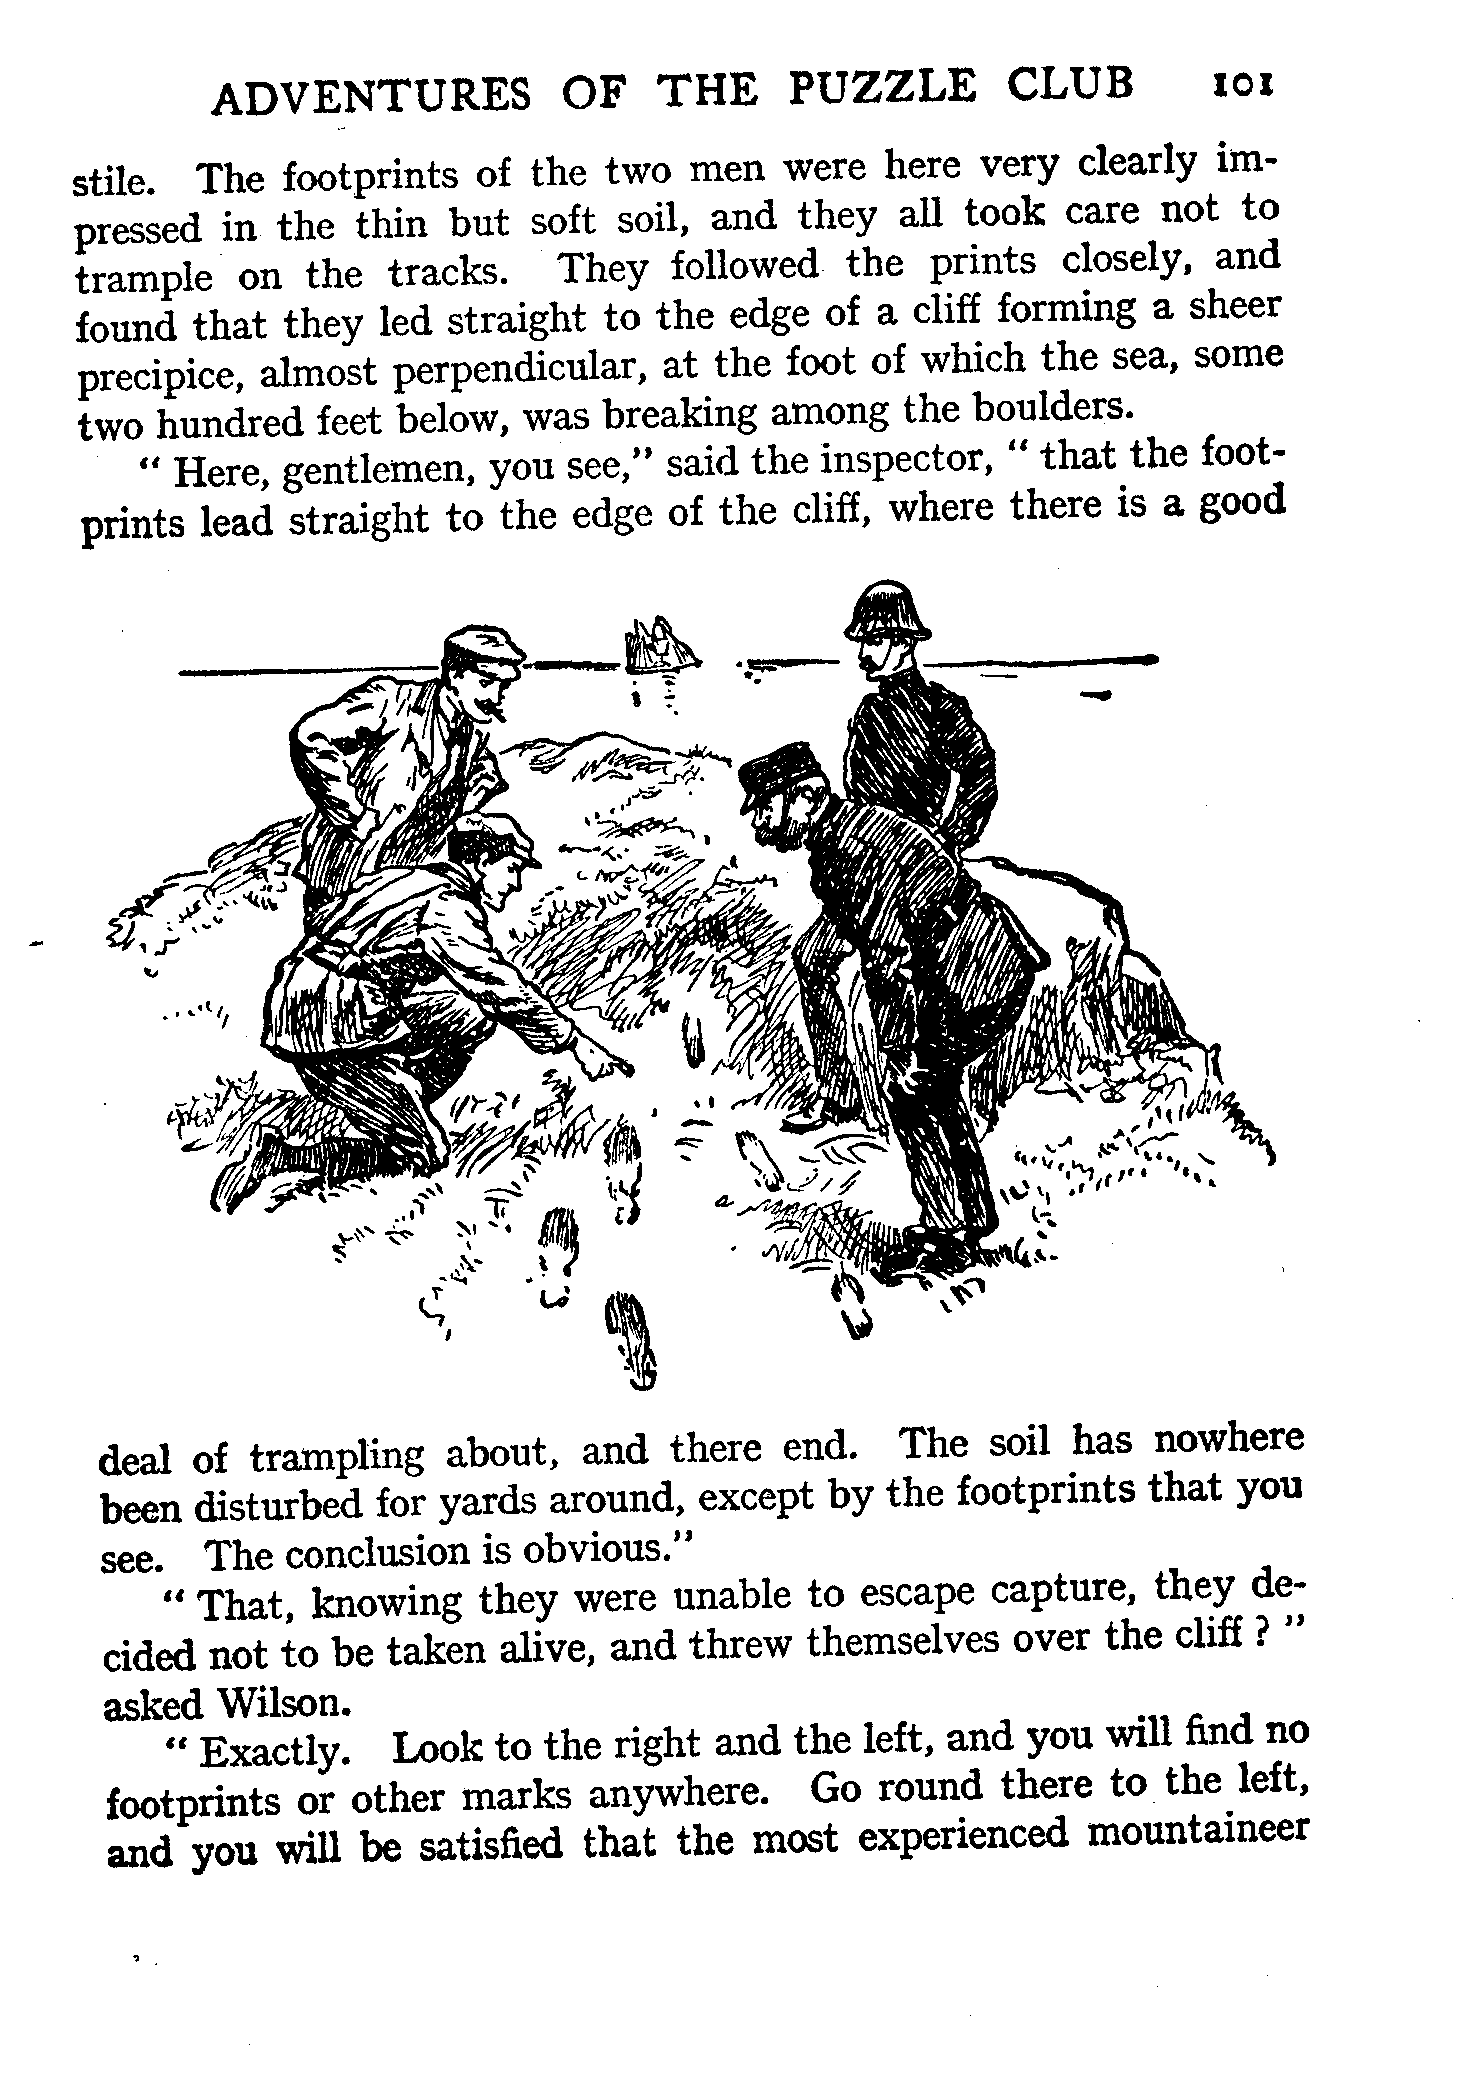 ADVENTURES OF THE PUZZLE CLUB 101
stile. The footprints of the two men were here very clearly im-
pressed in the thin but soft soil, and they all took care not to
trample on the tracks. They followed the prints closely, and
found that they led straight to the edge of a cliff forming a sheer
precipice, almost perpendicular, at the foot of which the sea, some
two hundred feet below, was breaking among the boulders.
“ Here, gentlemen, you see,” said the inspector, “ that the foot-
prints lead straight to the edge of the cliff, where there is a good
deal of trampling about, and there end. The soil has nowhere
been disturbed for yards around, except by the footprints that you
see. The conclusion is obvious.”
“ That, knowing they were unable to escape capture, they de-
cided not to be taken alive, and threw themselves over the cliff ? ”
asked Wilson.
“ Exactly. Look to the right and the left, and you will find no
footprints or other marks anywhere. Go round there to the left,
and you will be satisfied that the most experienced mountaineer